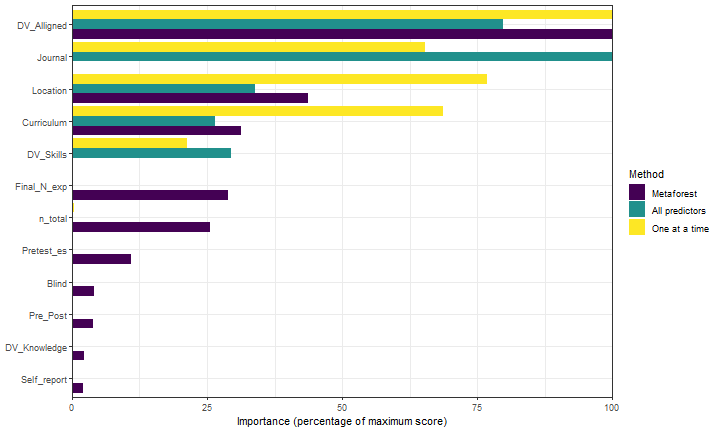 DV_Alligned
Journal
Location
Curriculum
DV_Skills
Final_N_exp
n_total
Pretest_es
Blind
Pre_Post
DV_Knowledge
Self_report
0 25 50 75 100
Importance (percentage of maximum score)
Method
Metaforest
All predictors
One at a time